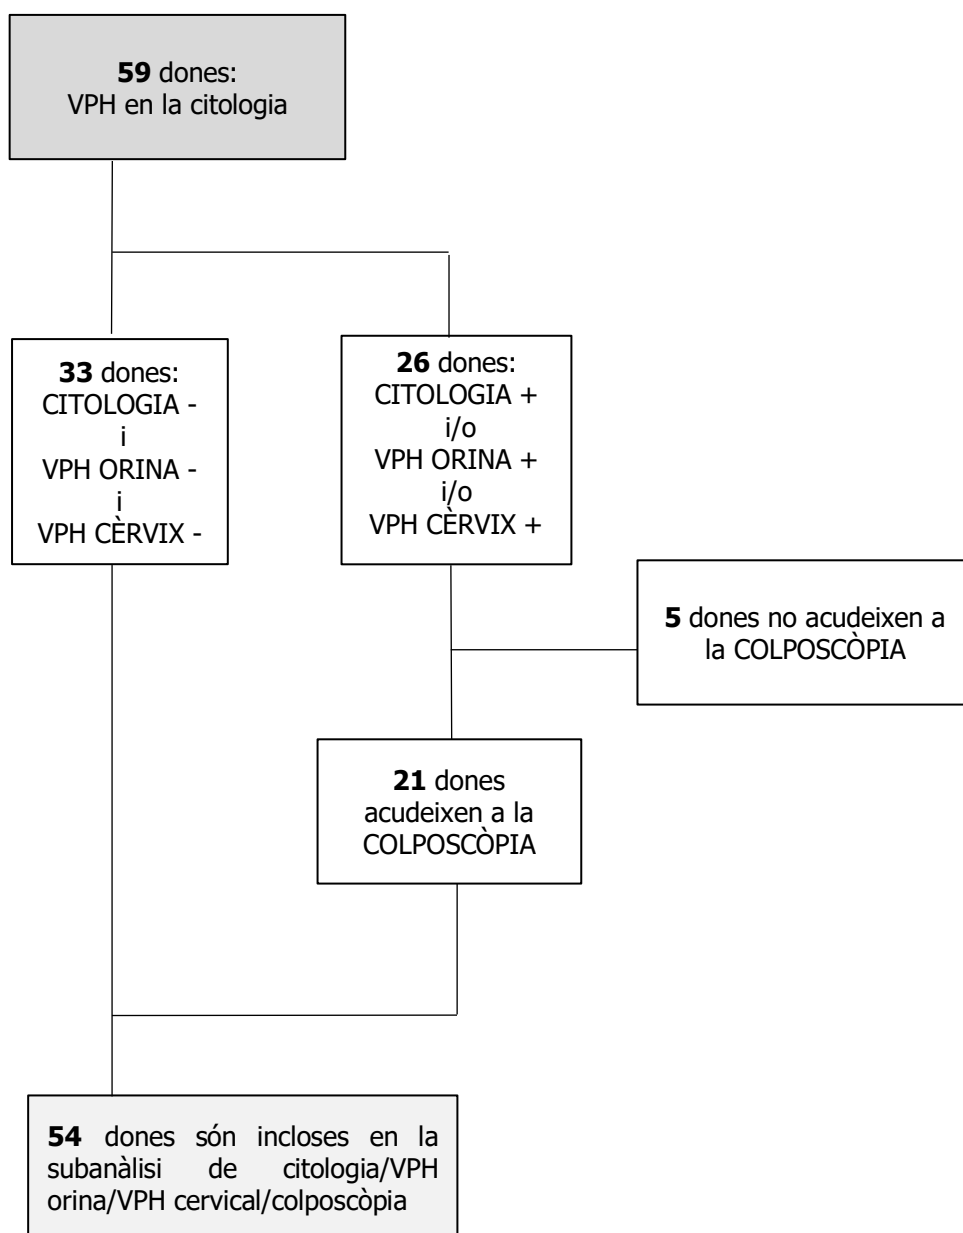 59 dones:
VPH en la citologia
33 dones:
CITOLOGIA -
i
VPH ORINA -
i
VPH CÈRVIX -
26 dones:
CITOLOGIA +
i/o
VPH ORINA +
i/o
VPH CÈRVIX +
5 dones no acudeixen a
la COLPOSCÒPIA
21 dones
acudeixen a la
COLPOSCÒPIA
54 dones són incloses en la
subanàlisi de citologia/VPH
orina/VPH cervical/colposcòpia